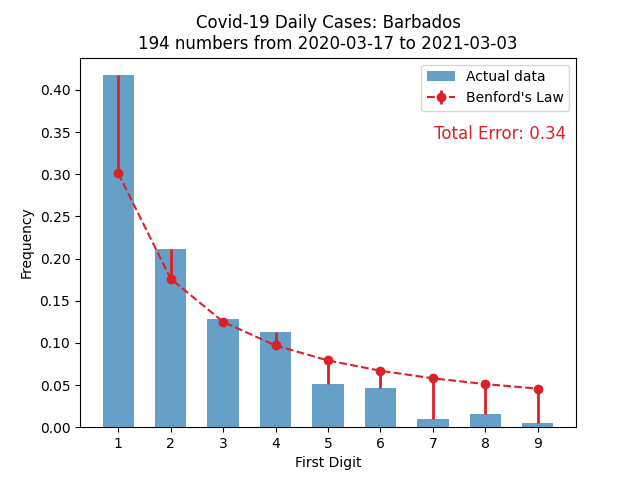 Covid-19 Daily Cases: Barbados
194 numbers from 2020-03-17 to 2021-03-03
Actual data
Benford's Law
Total Error: 0.34
Frequency
0.40
0.35
0.30
0.25
0.20
0.15
0.10
0.05
0.00
1 2 3 4 5 6 7 8 9
First Digit